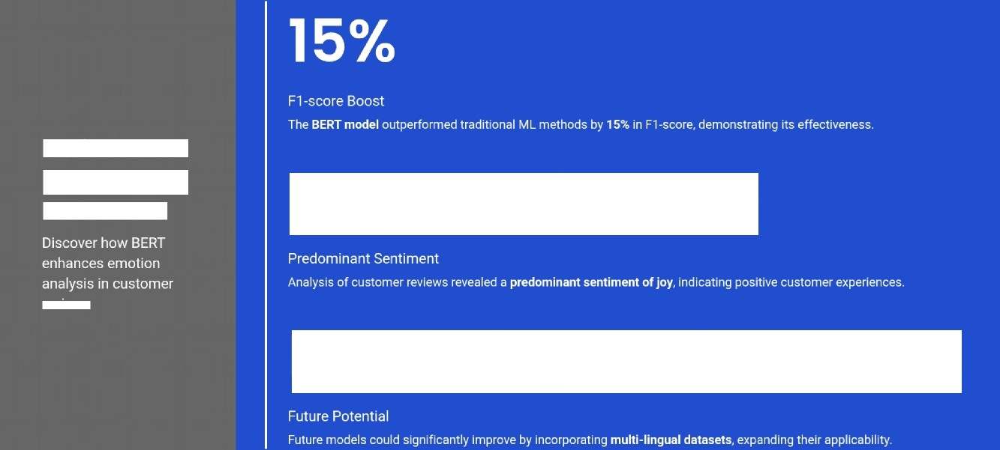 Discover how BERT
enhances emotion
analysis in customer
15%
F1-score Boost
The BERT model outperformed traditional ML methods by 15% in F1-score, demonstrating its effectiveness.
Predominant Sentiment
Analysis of customer reviews revealed a predominant sentiment of joy, indicating positive customer experiences.
Future Potential
Future models could significantly improve by incorporating multi-lingual datasets, expanding their applicability.